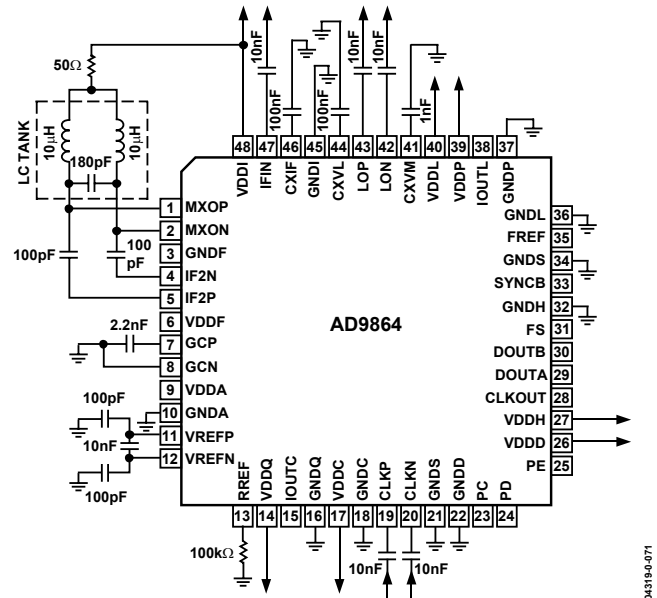 50Ω
LC TANK
10μH
10μH
180pF
10nF
100nF
100nF
10nF
10nF
1nF
48 47 46 45 44 43 42 41 40 39 38 37
VDDI IFIN CXIF GNDI CXVL LOP LON CXVM VDDL VDDP IOUTL GNDP
1 MXOP
2 MXON
3 GNDF
4 IF2N
5 IF2P
6 VDDF
7 GCP
8 GCN
9 VDDA
10 GNDA
11 VREFP
12 VREFN
100pF
100
pF
2.2nF
100pF
10nF
100pF
AD9864
GNDL 36
FREF 35
GNDS 34
SYNCB 33
GNDH 32
FS 31
DOUTB 30
DOUTA 29
CLKOUT 28
VDDH 27
VDDD 26
PE 25
RREF VDDQ IOUTC GNDQ VDDC GNDC CLKP CLKN GNDS GNDD PC PD
13 14 15 16 17 18 19 20 21 22 23 24
100kΩ
10nF
10nF
04319-0-071